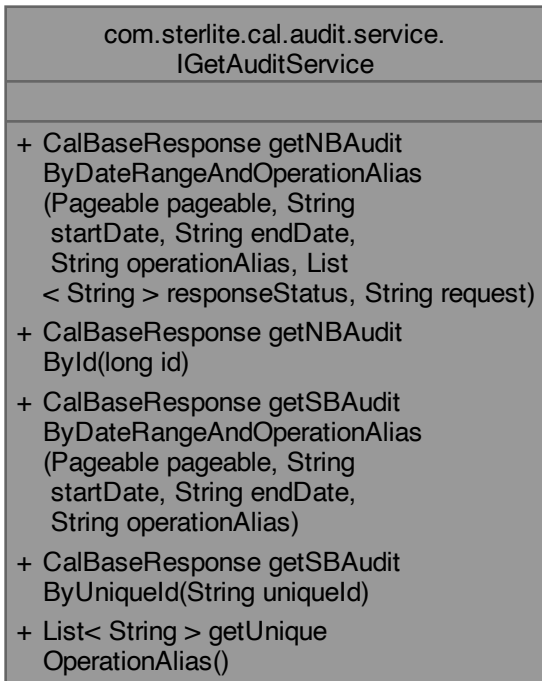 com.sterlite.cal.audit.service.
IGetAuditService
+ CalBaseResponse getNBAudit
ByDateRangeAndOperationAlias
(Pageable pageable, String
startDate, String endDate,
String operationAlias, List
< String > responseStatus, String request)
+ CalBaseResponse getNBAudit
ById(long id)
+ CalBaseResponse getSBAudit
ByDateRangeAndOperationAlias
(Pageable pageable, String
startDate, String endDate,
String operationAlias)
+ CalBaseResponse getSBAudit
ByUniqueId(String uniqueId)
+ List< String > getUnique
OperationAlias()